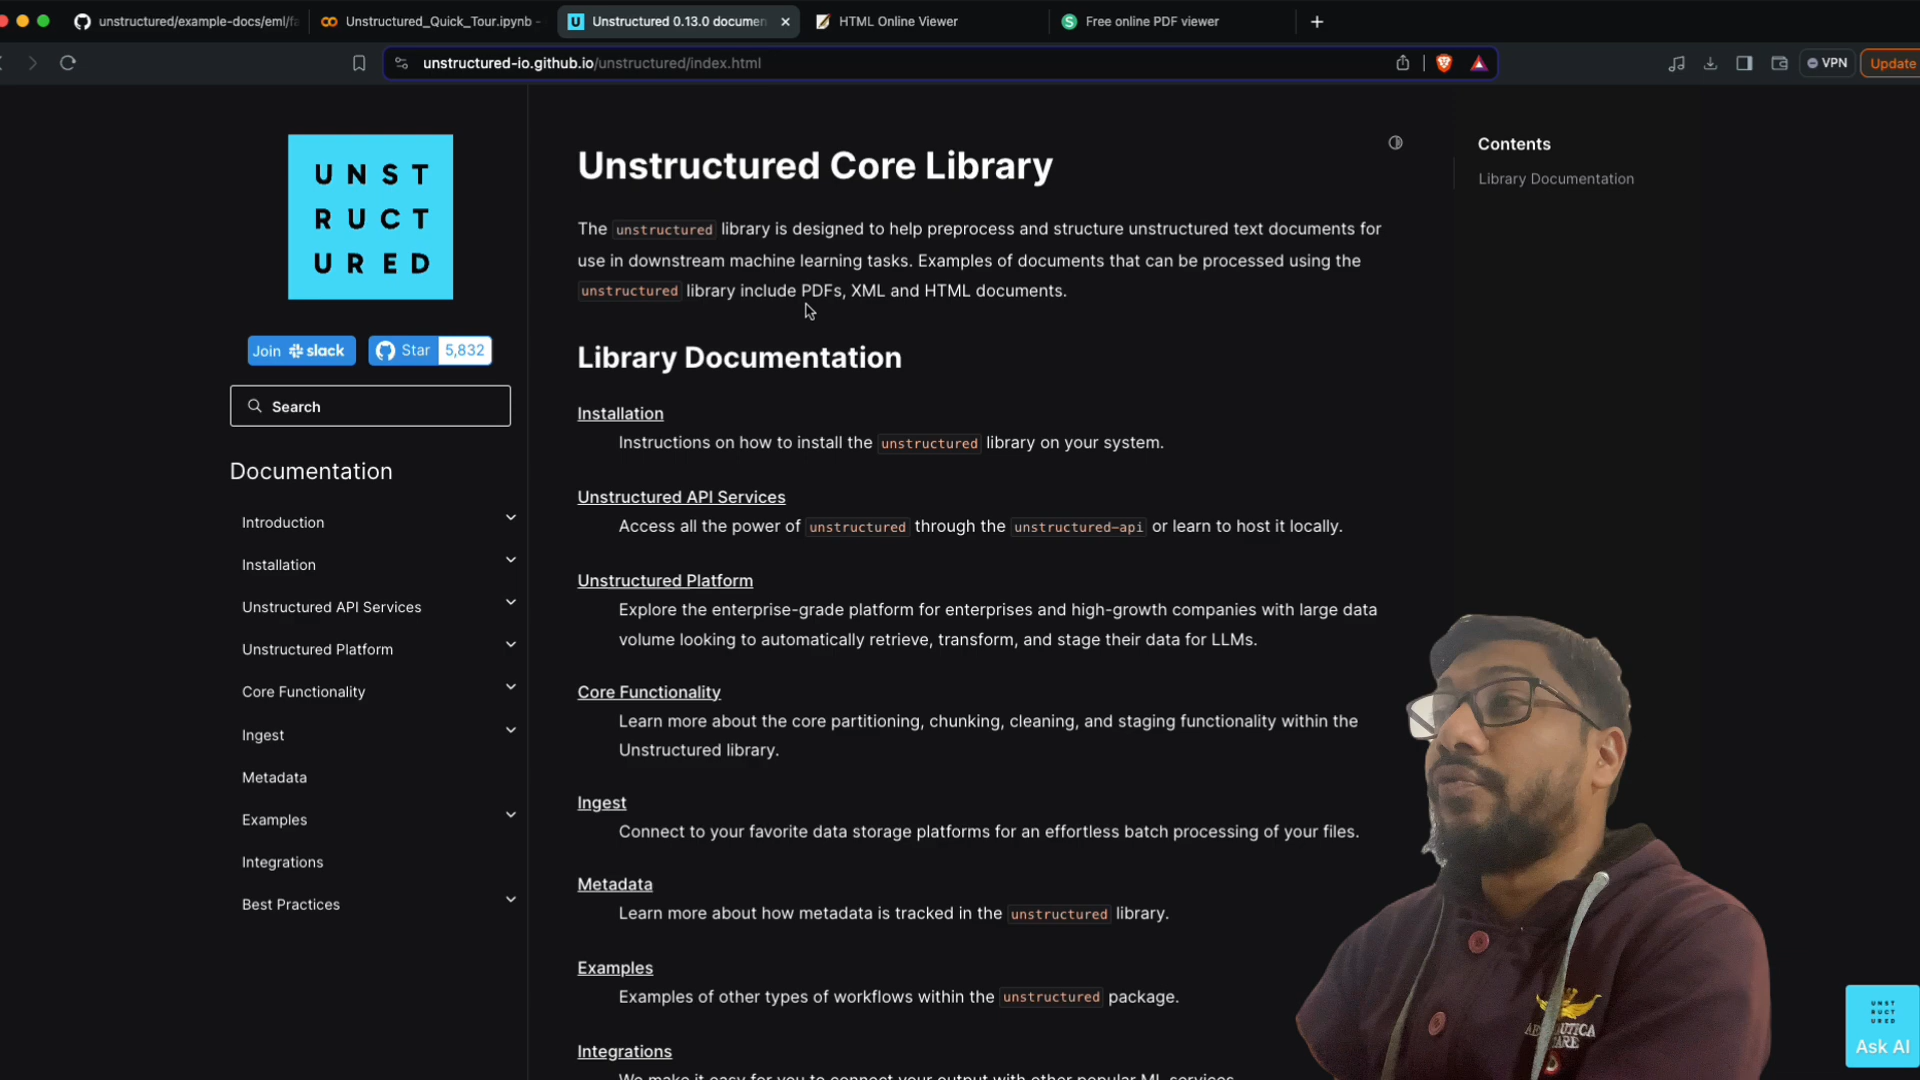 unstructured/example-docs/eml/fa
Unstructured_Quick_Tour.ipynb -
Unstructured 0.13.0 documen
HTML Online Viewer
Free online PDF viewer
unstructured-io.github.io/unstructured/index.html
VPN
Update
UNST
RUCT
URED
Join slack
Star 5,832
Search
Documentation
Introduction
Installation
Unstructured API Services
Unstructured Platform
Core Functionality
Ingest
Metadata
Examples
Integrations
Best Practices
Unstructured Core Library
The unstructured library is designed to help preprocess and structure unstructured text documents for
use in downstream machine learning tasks. Examples of documents that can be processed using the
unstructured library include PDFs, XML and HTML documents.
Library Documentation
Installation
Instructions on how to install the unstructured library on your system.
Unstructured API Services
Access all the power of unstructured through the unstructured-api or learn to host it locally.
Unstructured Platform
Explore the enterprise-grade platform for enterprises and high-growth companies with large data
volume looking to automatically retrieve, transform, and stage their data for LLMs.
Core Functionality
Learn more about the core partitioning, chunking, cleaning, and staging functionality within the
Unstructured library.
Ingest
Connect to your favorite data storage platforms for an effortless batch processing of your files.
Metadata
Learn more about how metadata is tracked in the unstructured library.
Examples
Examples of other types of workflows within the unstructured package.
Integrations
We make it easy for you to connect your output with other popular ML services.
Contents
Library Documentation
UNST
RUCT
URED
Ask AI